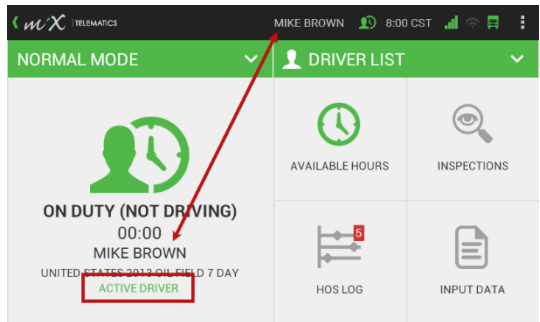 miX TELEMATICS MIKE BROWN 8:00 CST
NORMAL MODE
DRIVER LIST
ON DUTY (NOT DRIVING)
00:00
MIKE BROWN
UNITED STATES 2013 OIL FIELD 7 DAY
ACTIVE DRIVER
AVAILABLE HOURS
INSPECTIONS
5
HOS LOG
INPUT DATA